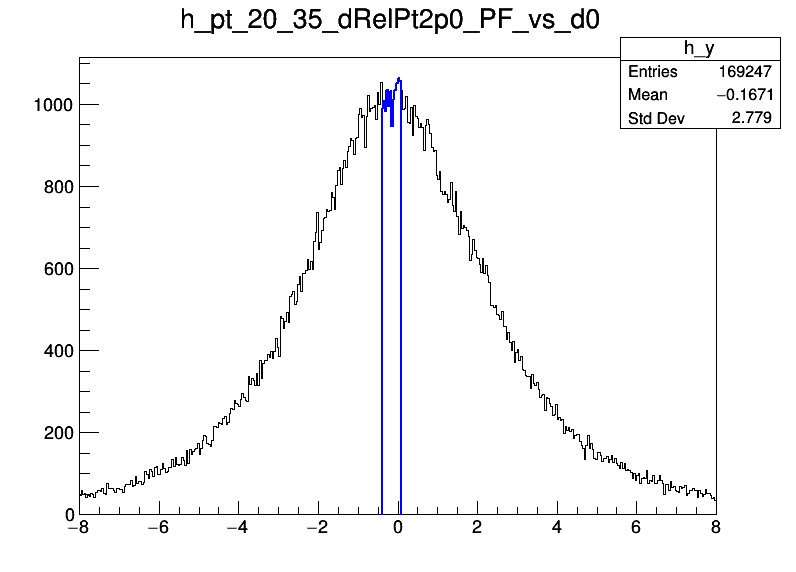 h_pt_20_35_dRelPt2p0_PF_vs_d0
h_y
Entries 169247
Mean −0.1671
Std Dev 2.779
1000
800
600
400
200
0
−8 −6 −4 −2 0 2 4 6 8